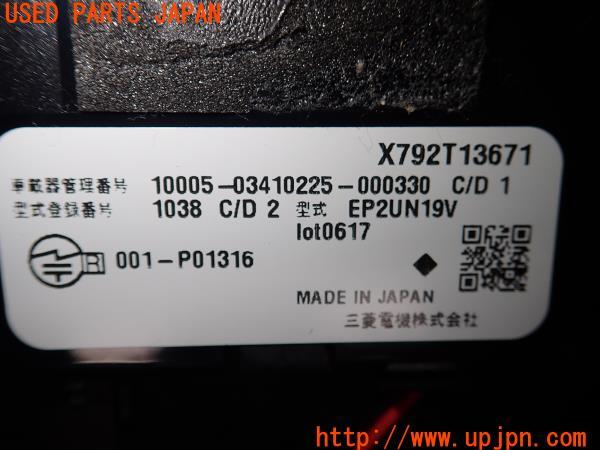 USED PARTS JAPAN
X792T13671
車載器管理番号 10005-03410225-000330 C/D 1
型式登録番号 1038 C/D 2 型式 EP2UN19V
lot0617
R 001-P01316
MADE IN JAPAN
三菱電機株式会社
http://www.upjpn.com